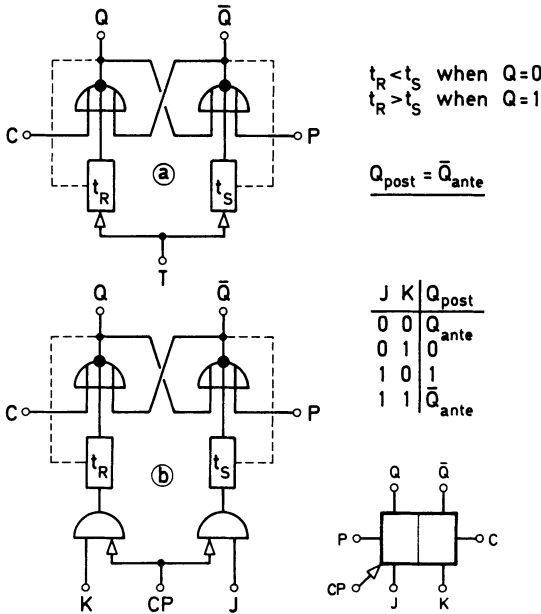 Q Q̄
t_R < t_S when Q=0
t_R > t_S when Q=1
C P
t_R ⓐ t_S
Q_post = Q̄_ante
T
Q Q̄
J K Q_post
0 0 Q_ante
0 1 0
1 0 1
1 1 Q̄_ante
C P
t_R ⓑ t_S
K CP J
Q Q̄
P C
CP
J K